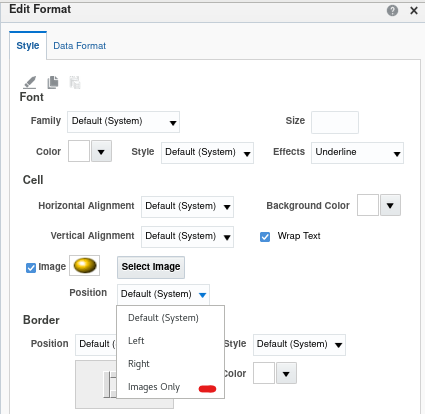 Edit Format
Style Data Format
Font
Family Default (System) Size
Color Style Default (System) Effects Underline
Cell
Horizontal Alignment Default (System) Background Color
Vertical Alignment Default (System) Wrap Text
Image Select Image
Position Default (System)
Default (System)
Left
Right
Images Only
Border
Position Default ( Style Default (System)
Color